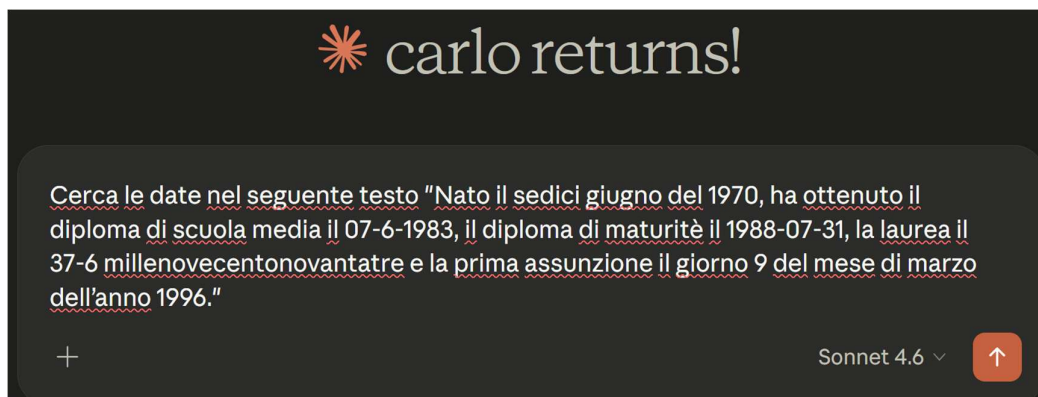 carlo returns!
Cerca le date nel seguente testo "Nato il sedici giugno del 1970, ha ottenuto il
diploma di scuola media il 07-6-1983, il diploma di maturitè il 1988-07-31, la laurea il
37-6 millenovecentonovantatre e la prima assunzione il giorno 9 del mese di marzo
dell'anno 1996."
Sonnet 4.6